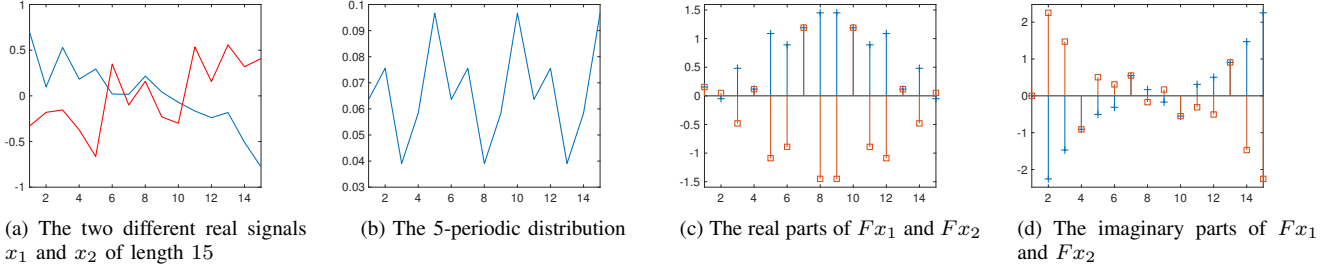 1
0.5
0
-0.5
-1
2 4 6 8 10 12 14
0.1
0.09
0.08
0.07
0.06
0.05
0.04
0.03
2 4 6 8 10 12 14
1.5
1
0.5
0
-0.5
-1
-1.5
2 4 6 8 10 12 14
2
1
0
-1
-2
2 4 6 8 10 12 14
(a) The two different real signals
x₁ and x₂ of length 15
(b) The 5-periodic distribution
(c) The real parts of Fx₁ and Fx₂
(d) The imaginary parts of Fx₁
and Fx₂